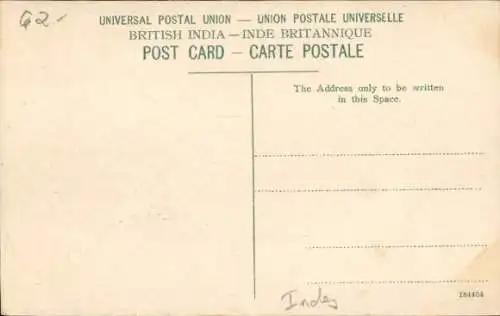 62-
UNIVERSAL POSTAL UNION — UNION POSTALE UNIVERSELLE
BRITISH INDIA — INDE BRITANNIQUE
POST CARD — CARTE POSTALE
The Address only to be written
in this Space.
Indes
184404